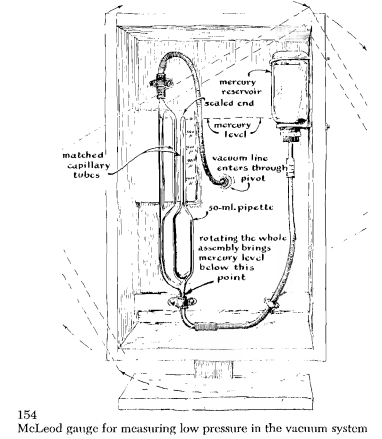 mercury
reservoir
sealed end
mercury
level
matched
capillary
tubes
vacuum line
enters through
pivot
50-ml. pipette
rotating the whole
assembly brings
mercury level
below this
point
154
McLeod gauge for measuring low pressure in the vacuum system